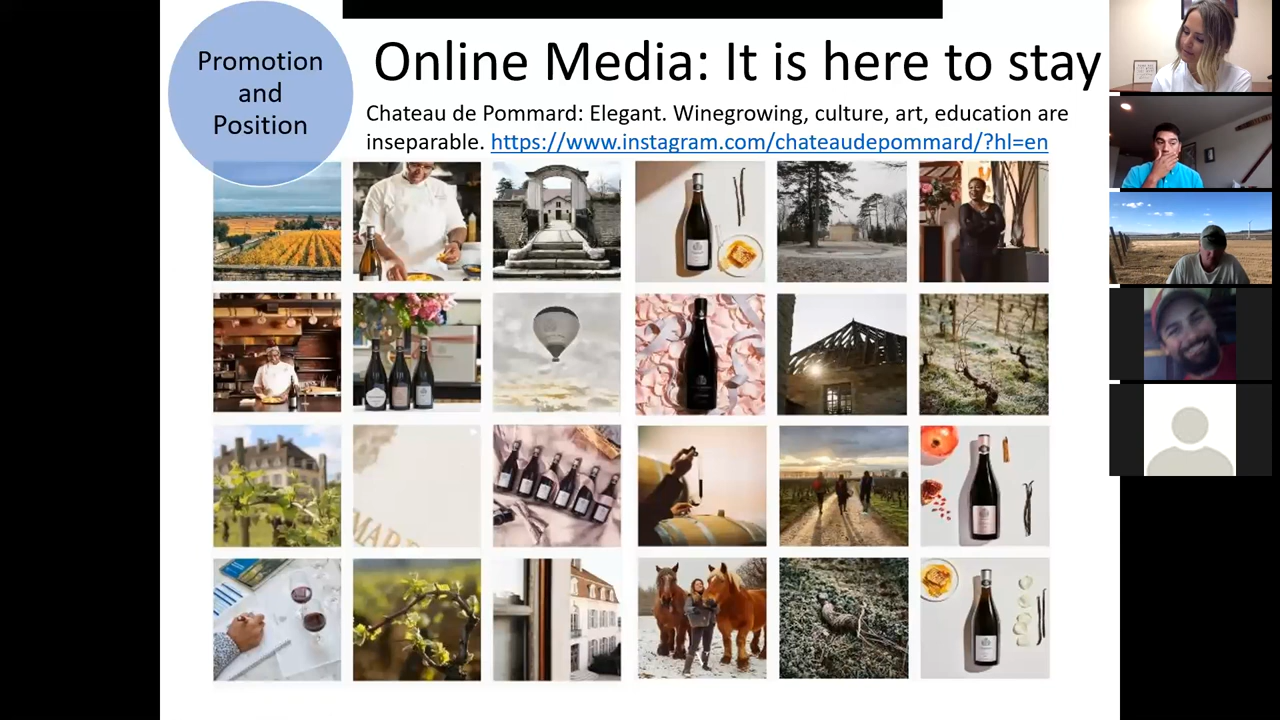 Promotion
and
Position
Online Media: It is here to stay
Chateau de Pommard: Elegant. Winegrowing, culture, art, education are
inseparable. https://www.instagram.com/chateaudepommard/?hl=en